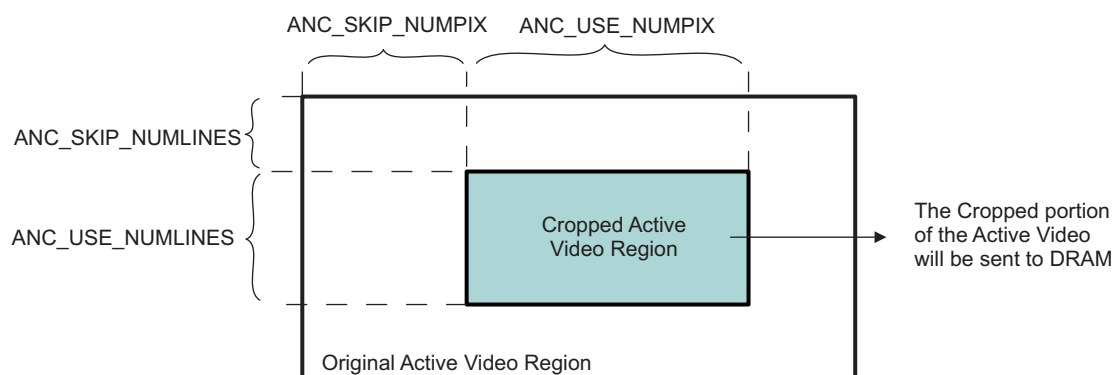 ANC_SKIP_NUMPIX ANC_USE_NUMPIX
ANC_SKIP_NUMLINES
ANC_USE_NUMLINES
Cropped Active
Video Region
The Cropped portion
of the Active Video
will be sent to DRAM
Original Active Video Region